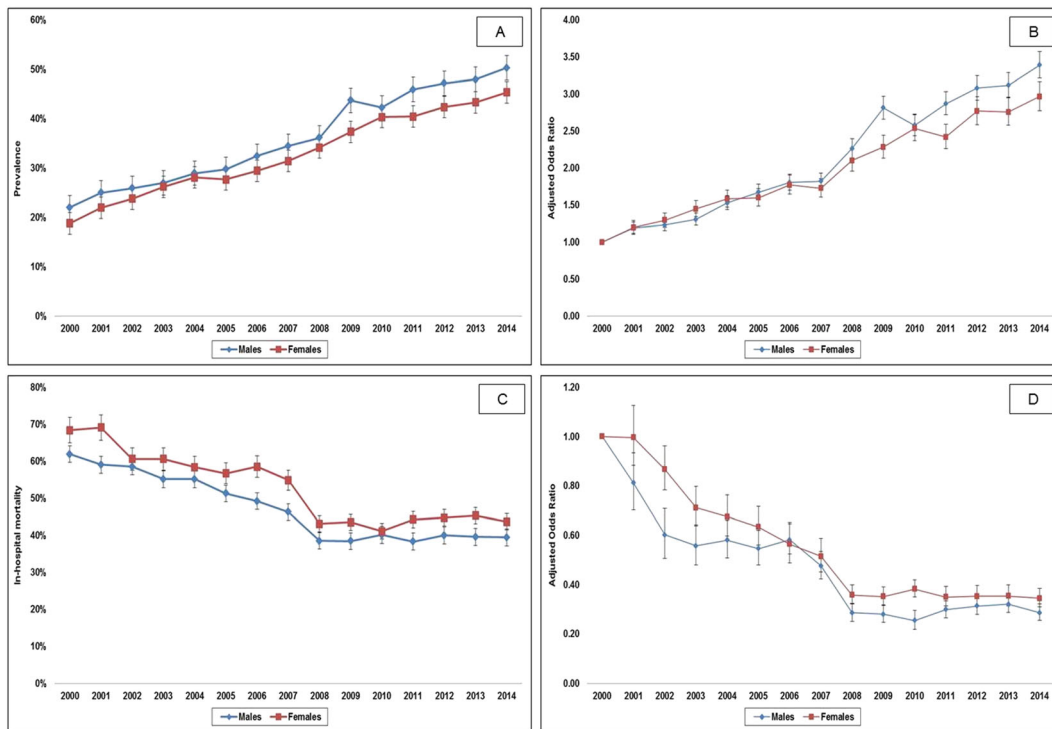 A
Prevalence
60%
50%
40%
30%
20%
10%
0%
2000 2001 2002 2003 2004 2005 2006 2007 2008 2009 2010 2011 2012 2013 2014
Males Females
B
Adjusted Odds Ratio
4.00
3.50
3.00
2.50
2.00
1.50
1.00
0.50
0.00
2000 2001 2002 2003 2004 2005 2006 2007 2008 2009 2010 2011 2012 2013 2014
Males Females
C
In-hospital mortality
80%
70%
60%
50%
40%
30%
20%
10%
0%
2000 2001 2002 2003 2004 2005 2006 2007 2008 2009 2010 2011 2012 2013 2014
Males Females
D
Adjusted Odds Ratio
1.20
1.00
0.80
0.60
0.40
0.20
0.00
2000 2001 2002 2003 2004 2005 2006 2007 2008 2009 2010 2011 2012 2013 2014
Males Females